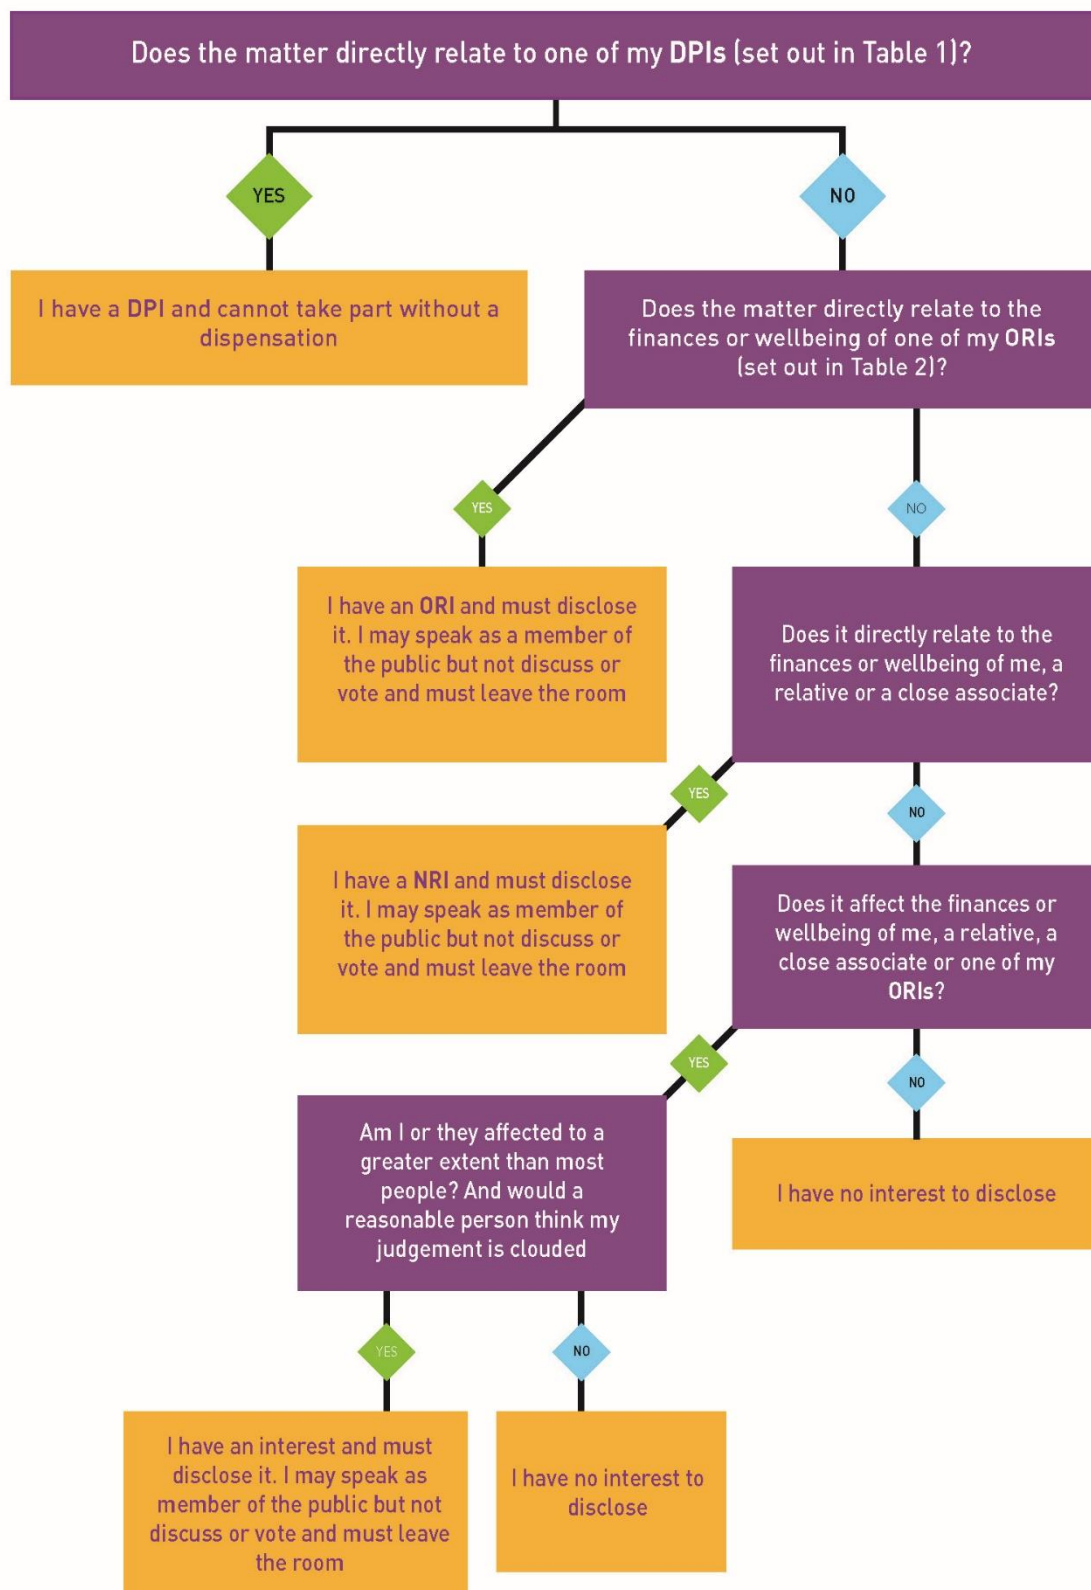 Does the matter directly relate to one of my DPIs (set out in Table 1)?
YES
NO
I have a DPI and cannot take part without a
dispensation
Does the matter directly relate to the
finances or wellbeing of one of my ORIs
(set out in Table 2)?
YES
NO
I have an ORI and must disclose
it. I may speak as a member of
the public but not discuss or
vote and must leave the room
Does it directly relate to the
finances or wellbeing of me, a
relative or a close associate?
YES
NO
I have a NRI and must disclose
it. I may speak as member of
the public but not discuss or
vote and must leave the room
Does it affect the finances or
wellbeing of me, a relative, a
close associate or one of my
ORIs?
YES
NO
Am I or they affected to a
greater extent than most
people? And would a
reasonable person think my
judgement is clouded
I have no interest to disclose
YES
NO
I have an interest and must
disclose it. I may speak as
member of the public but not
discuss or vote and must leave
the room
I have no interest to
disclose